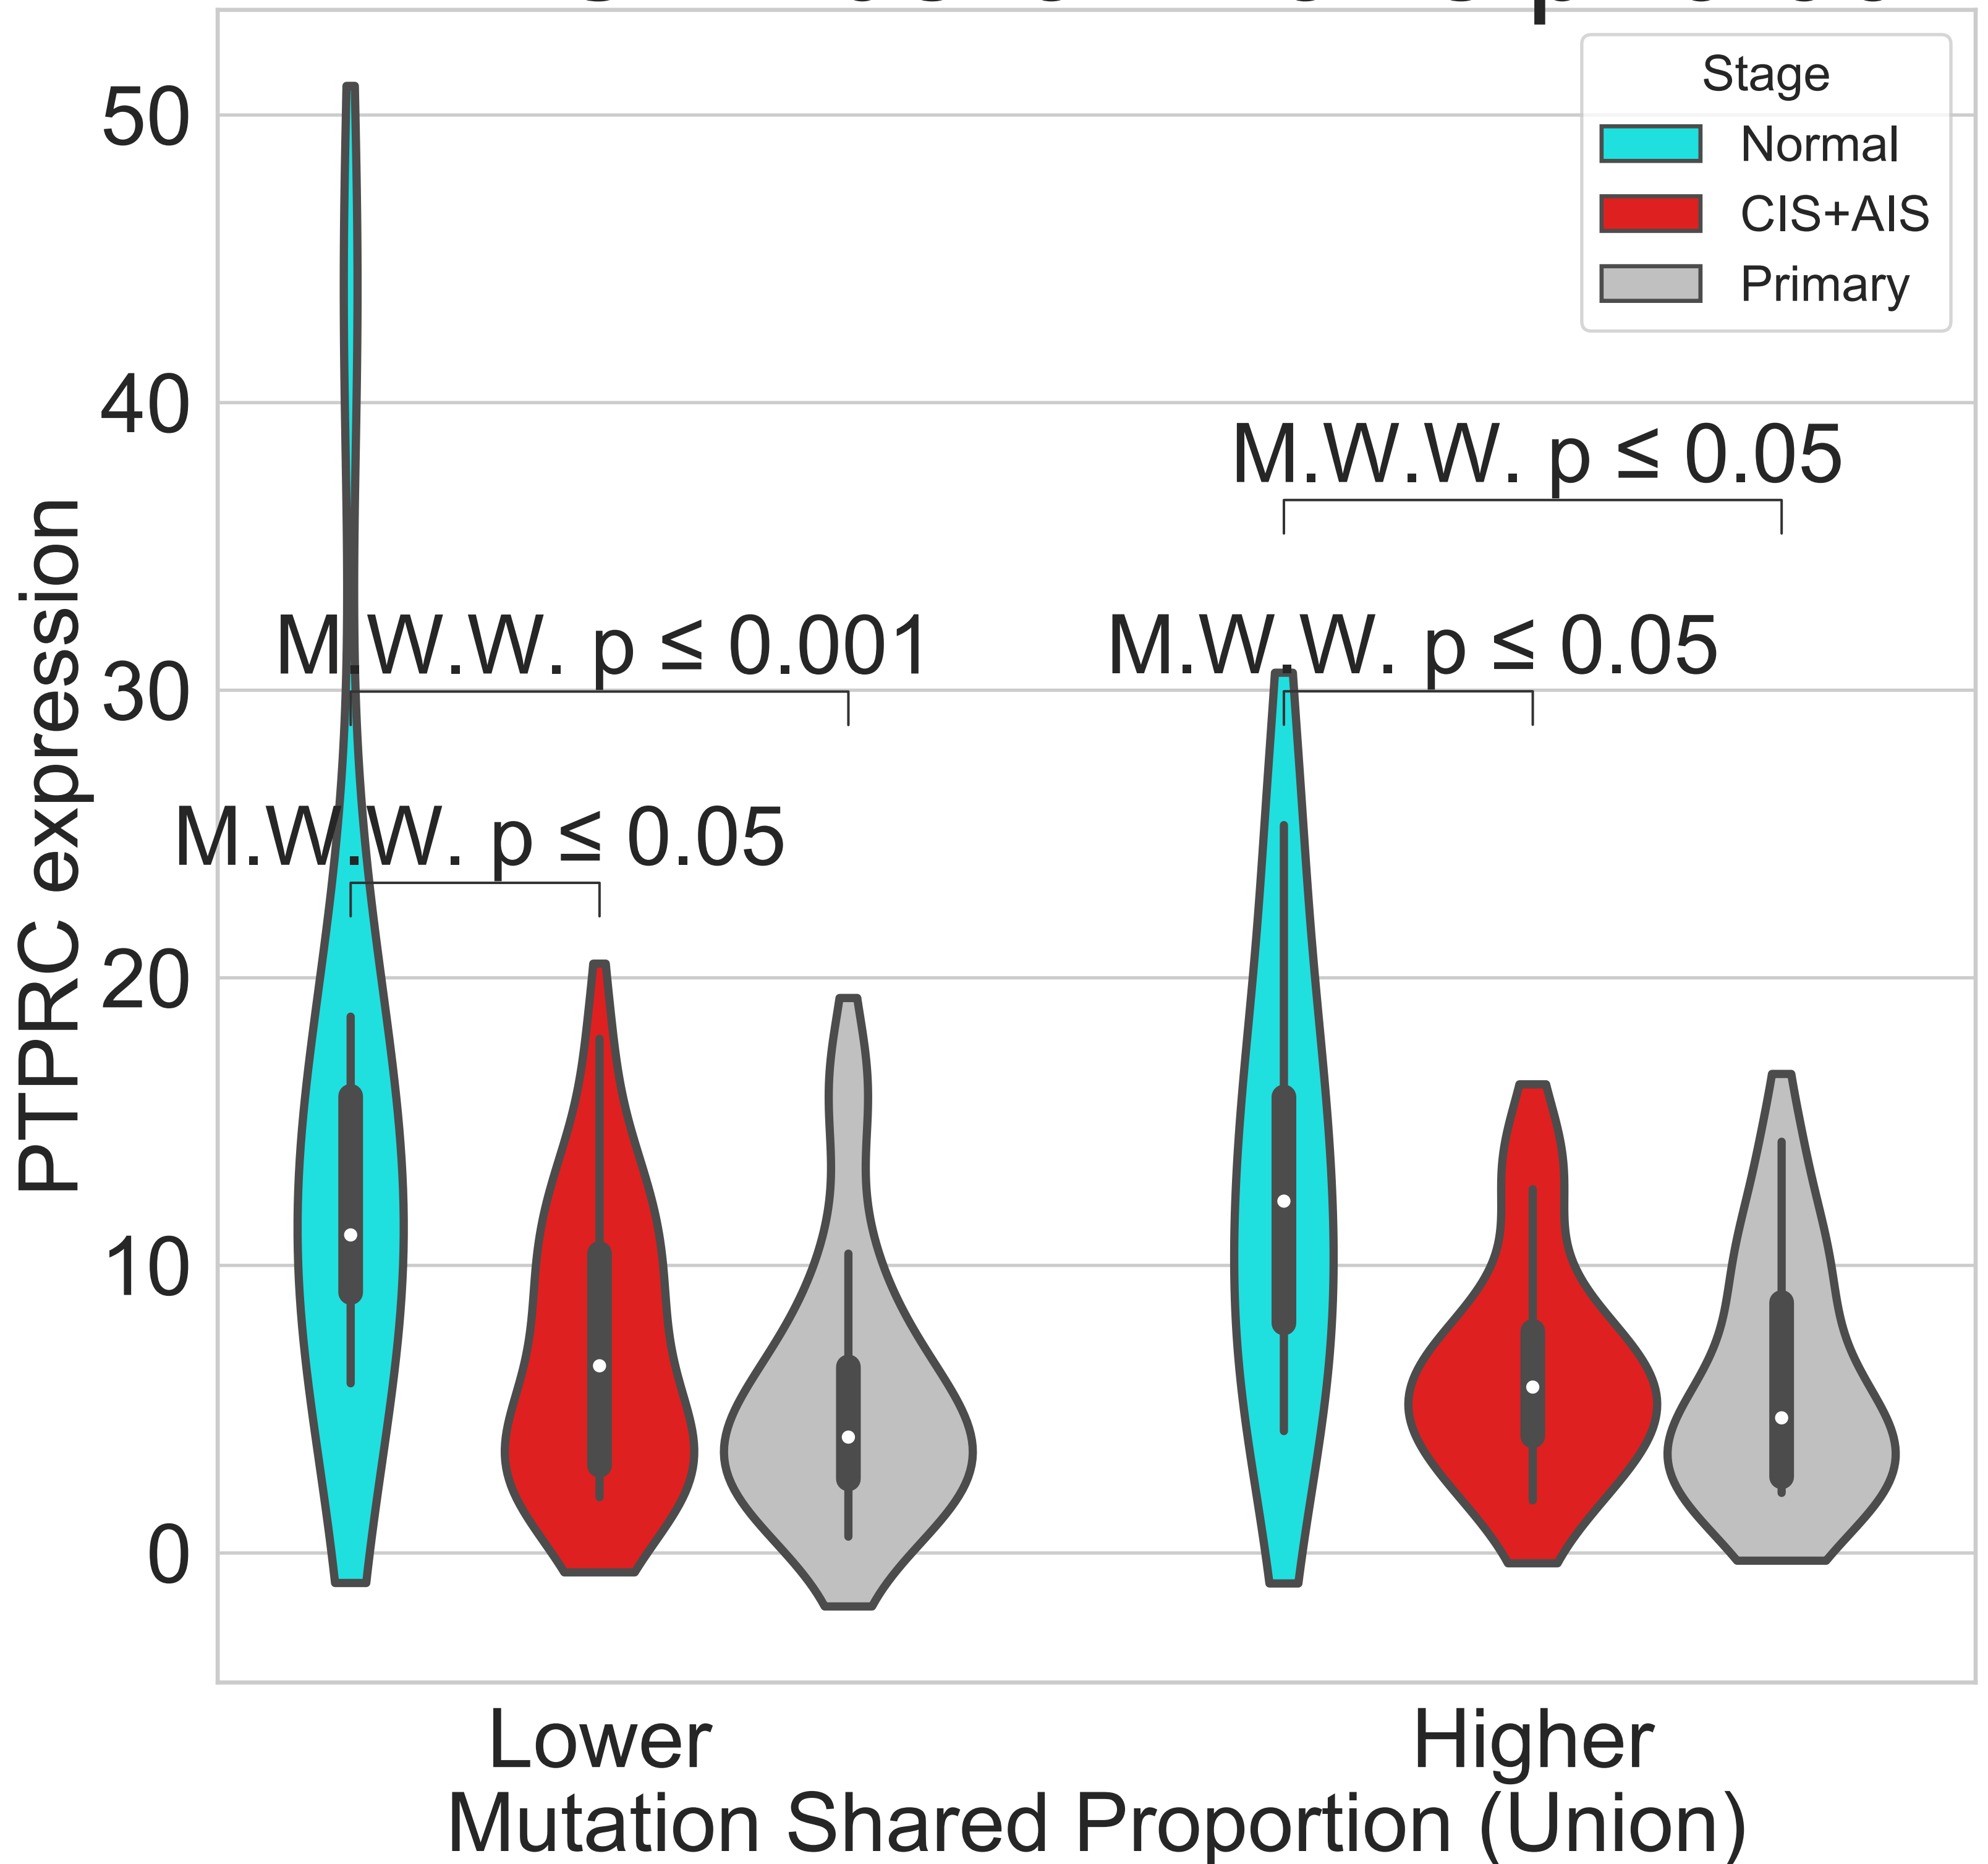 Stage
Normal
CIS+AIS
Primary
50
40
30
20
10
0
PTPRC expression
M.W.W. p ≤ 0.05
M.W.W. p ≤ 0.001
M.W.W. p ≤ 0.05
M.W.W. p ≤ 0.05
Lower
Higher
Mutation Shared Proportion (Union)